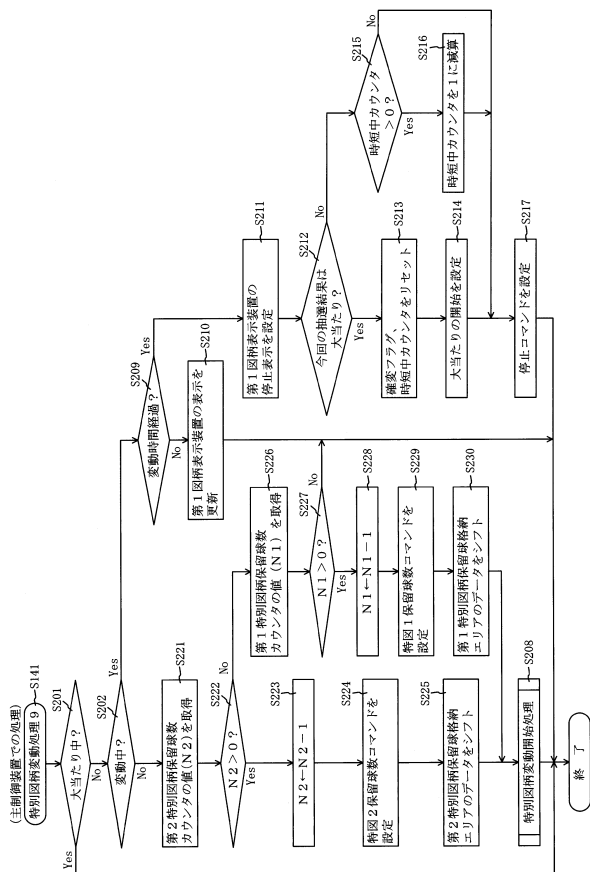 (主制御装置での処理)
特別図柄変動処理9
S141
大当たり中？
S201
Yes
No
変動中？
S202
Yes
No
第2特別図柄保留球数
カウンタの値(N2)を取得
S221
N2>0？
S222
No
Yes
N2←N2-1
S223
特図2保留球数コマンドを
設定
S224
第2特別図柄保留球格納
エリアのデータをシフト
S225
第1特別図柄保留球数
カウンタの値(N1)を取得
S226
N1>0？
S227
No
Yes
N1←N1-1
S228
特図1保留球数コマンドを
設定
S229
第1特別図柄保留球格納
エリアのデータをシフト
S230
特別図柄変動開始処理
S208
変動時間経過？
S209
Yes
No
第1図柄表示装置の表示を
更新
S210
第1図柄表示装置の
停止表示を設定
S211
今回の抽選結果は
大当たり？
S212
No
Yes
確変フラグ、
時短中カウンタをリセット
S213
大当たりの開始を設定
S214
時短中カウンタ
>0？
S215
No
Yes
時短中カウンタを1に減算
S216
停止コマンドを設定
S217
終了